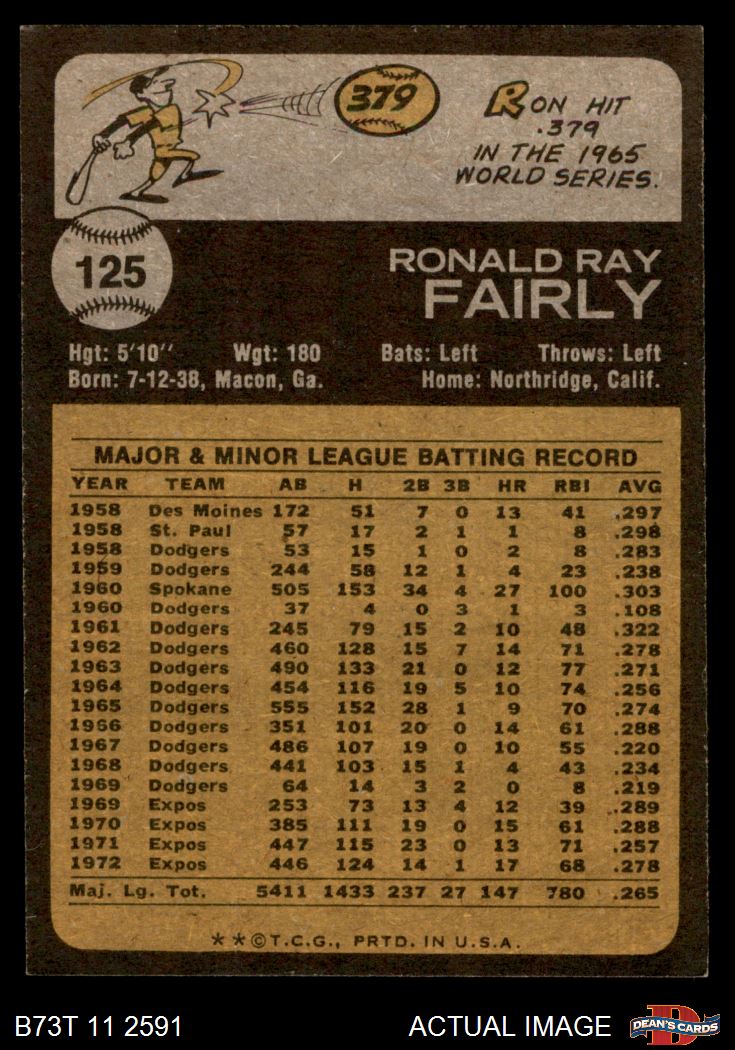 379
RON HIT
.379
IN THE 1965
WORLD SERIES.
125
RONALD RAY
FAIRLY
Hgt: 5'10'' Wgt: 180 Bats: Left Throws: Left
Born: 7-12-38, Macon, Ga. Home: Northridge, Calif.
MAJOR & MINOR LEAGUE BATTING RECORD
YEAR TEAM AB H 2B 3B HR RBI AVG
1958 Des Moines 172 51 7 0 13 41 .297
1958 St. Paul 57 17 2 1 1 8 .298
1958 Dodgers 53 15 1 0 2 8 .283
1959 Dodgers 244 58 12 1 4 23 .238
1960 Spokane 505 153 34 4 27 100 .303
1960 Dodgers 37 4 0 3 1 3 .108
1961 Dodgers 245 79 15 2 10 48 .322
1962 Dodgers 460 128 15 7 14 71 .278
1963 Dodgers 490 133 21 0 12 77 .271
1964 Dodgers 454 116 19 5 10 74 .256
1965 Dodgers 555 152 28 1 9 70 .274
1966 Dodgers 351 101 20 0 14 61 .288
1967 Dodgers 486 107 19 0 10 55 .220
1968 Dodgers 441 103 15 1 4 43 .234
1969 Dodgers 64 14 3 2 0 8 .219
1969 Expos 253 73 13 4 12 39 .289
1970 Expos 385 111 19 0 15 61 .288
1971 Expos 447 115 23 0 13 71 .257
1972 Expos 446 124 14 1 17 68 .278
Maj. Lg. Tot. 5411 1433 237 27 147 780 .265
**©T.C.G., PRTD. IN U.S.A.
B73T 11 2591 ACTUAL IMAGE D DEAN'S CARDS